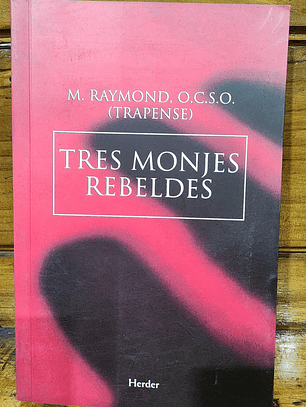 M. RAYMOND, O.C.S.O.
(TRAPENSE)
TRES MONJES
REBELDES
Herder